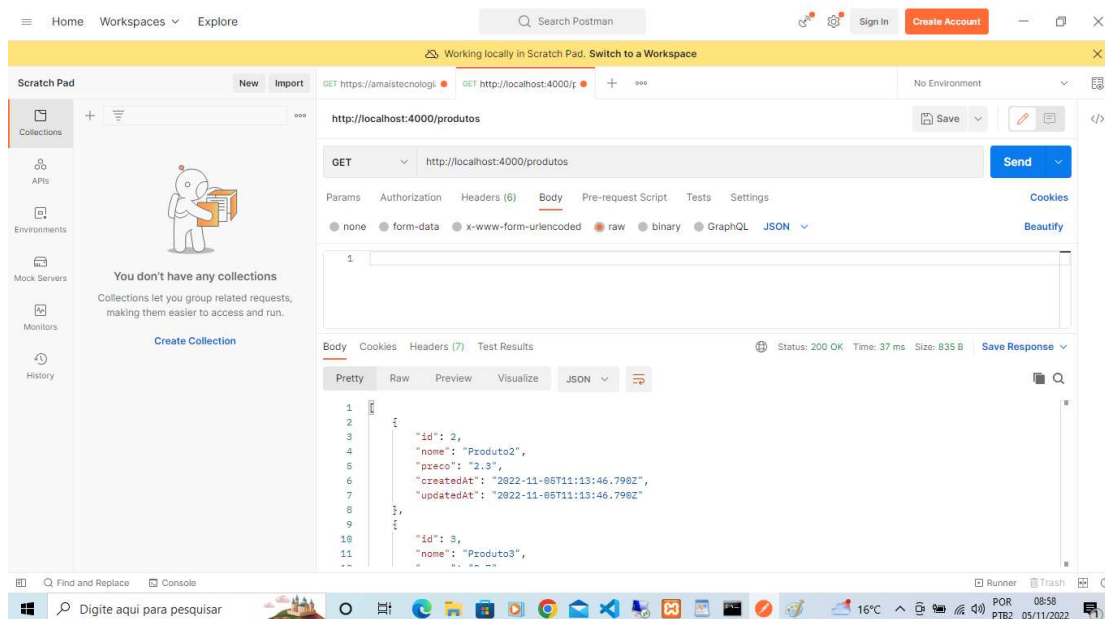 Home Workspaces Explore Search Postman Sign In Create Account
Working locally in Scratch Pad. Switch to a Workspace
Scratch Pad New Import GET https://amaistecnologi. GET http://localhost:4000/p No Environment
Collections
APIs
Environments
Mock Servers
Monitors
History
You don't have any collections
Collections let you group related requests,
making them easier to access and run.
Create Collection
http://localhost:4000/produtos Save
GET http://localhost:4000/produtos Send
Params Authorization Headers (6) Body Pre-request Script Tests Settings Cookies
none form-data x-www-form-urlencoded raw binary GraphQL JSON Beautify
1
Body Cookies Headers (7) Test Results Status: 200 OK Time: 37 ms Size: 835 B Save Response
Pretty Raw Preview Visualize JSON
1 [
2 {
3 "id": 2,
4 "nome": "Produto2",
5 "preco": "2.3",
6 "createdAt": "2022-11-05T11:13:46.790Z",
7 "updatedAt": "2022-11-05T11:13:46.790Z"
8 },
9 {
10 "id": 3,
11 "nome": "Produto3",
Find and Replace Console Runner Trash
Digite aqui para pesquisar 16°C POR 08:58
PTB2 05/11/2022